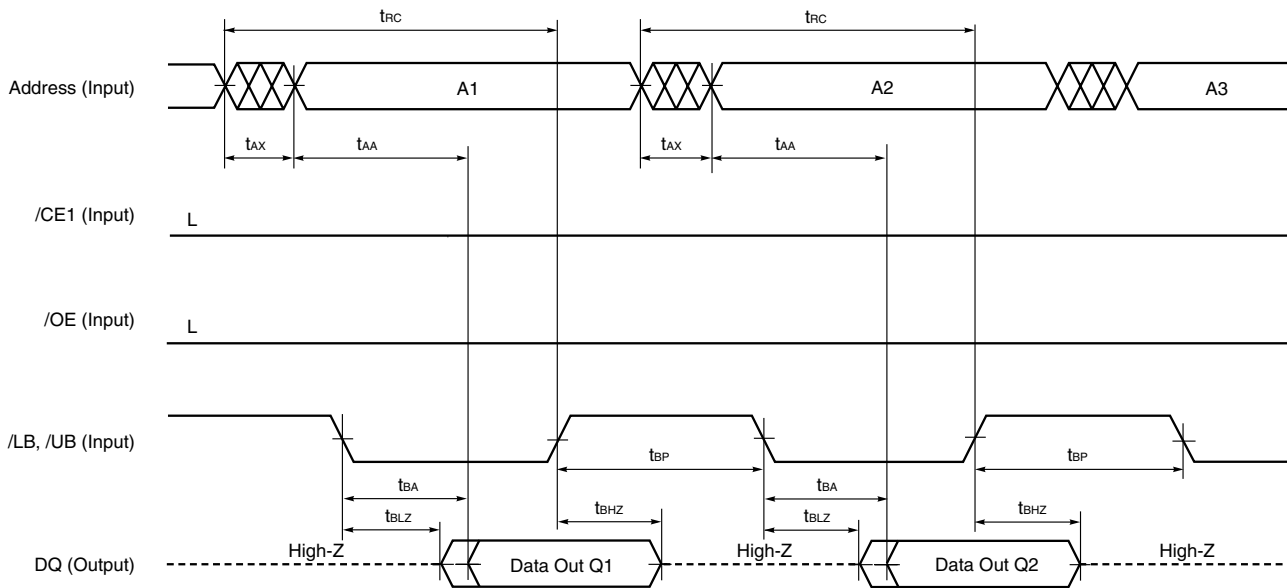 tRC tRC
Address (Input) A1 A2 A3
tAX tAA tAX tAA
/CE1 (Input) L
/OE (Input) L
/LB, /UB (Input)
tBP tBP
tBA tBA
tBLZ tBHZ tBLZ tBHZ
High-Z High-Z High-Z
DQ (Output) Data Out Q1 Data Out Q2